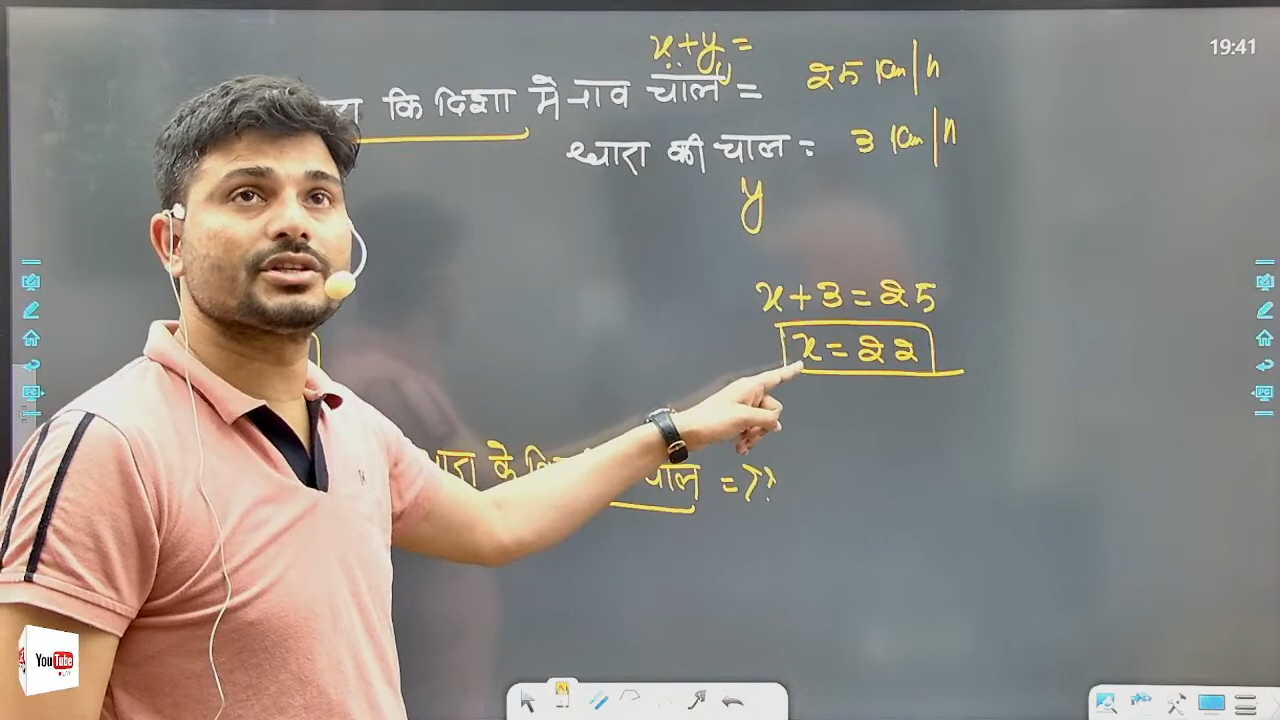 19:41
x+y =
कि दिशा में नाव चाल = 25 Km/h
धारा की चाल = 3 Km/h
y
x+3=25
x=22
के चाल = ??
YouTube